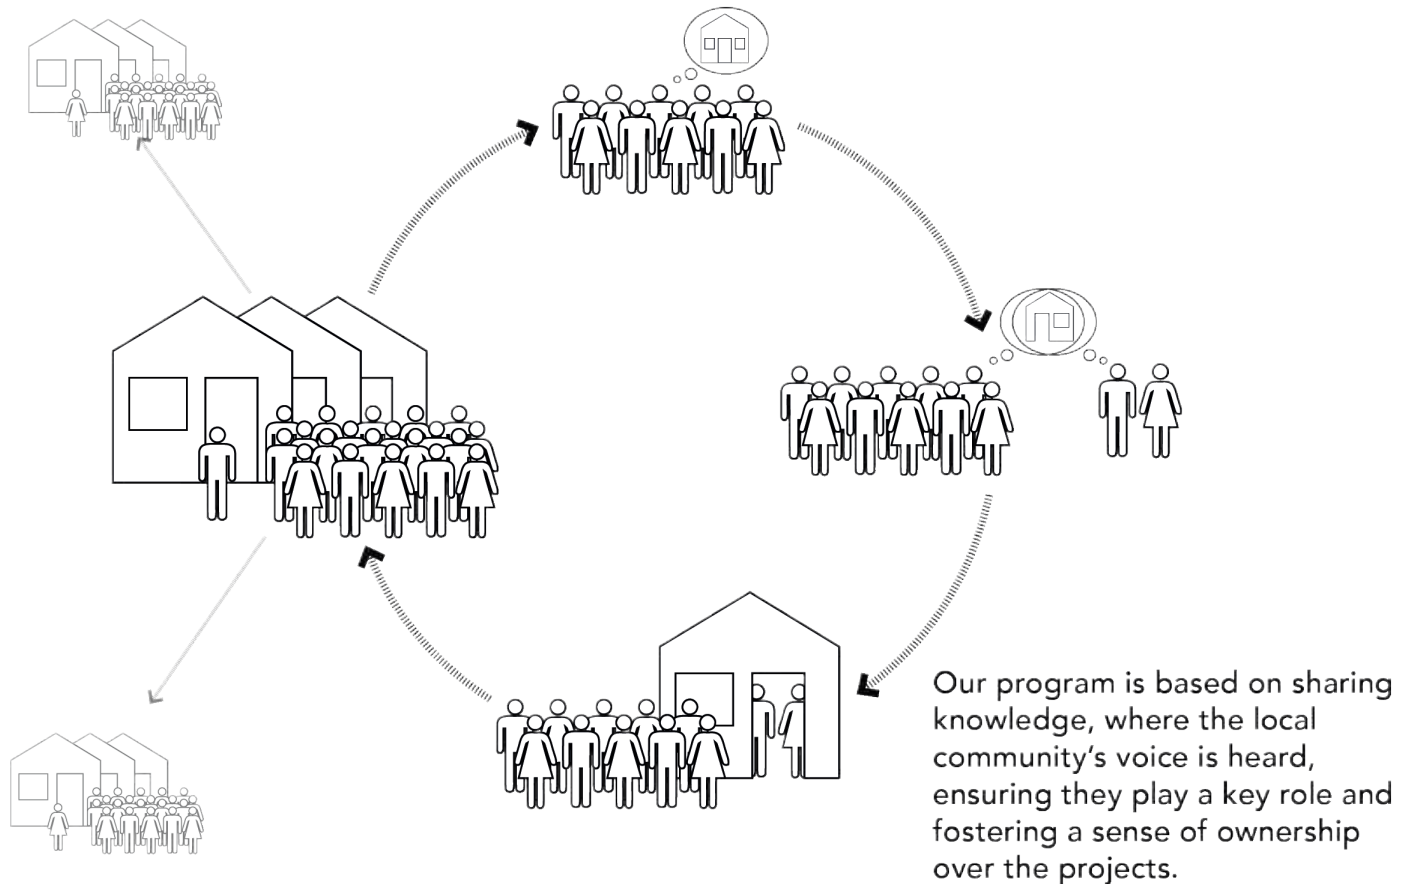 Our program is based on sharing
knowledge, where the local
community's voice is heard,
ensuring they play a key role and
fostering a sense of ownership
over the projects.